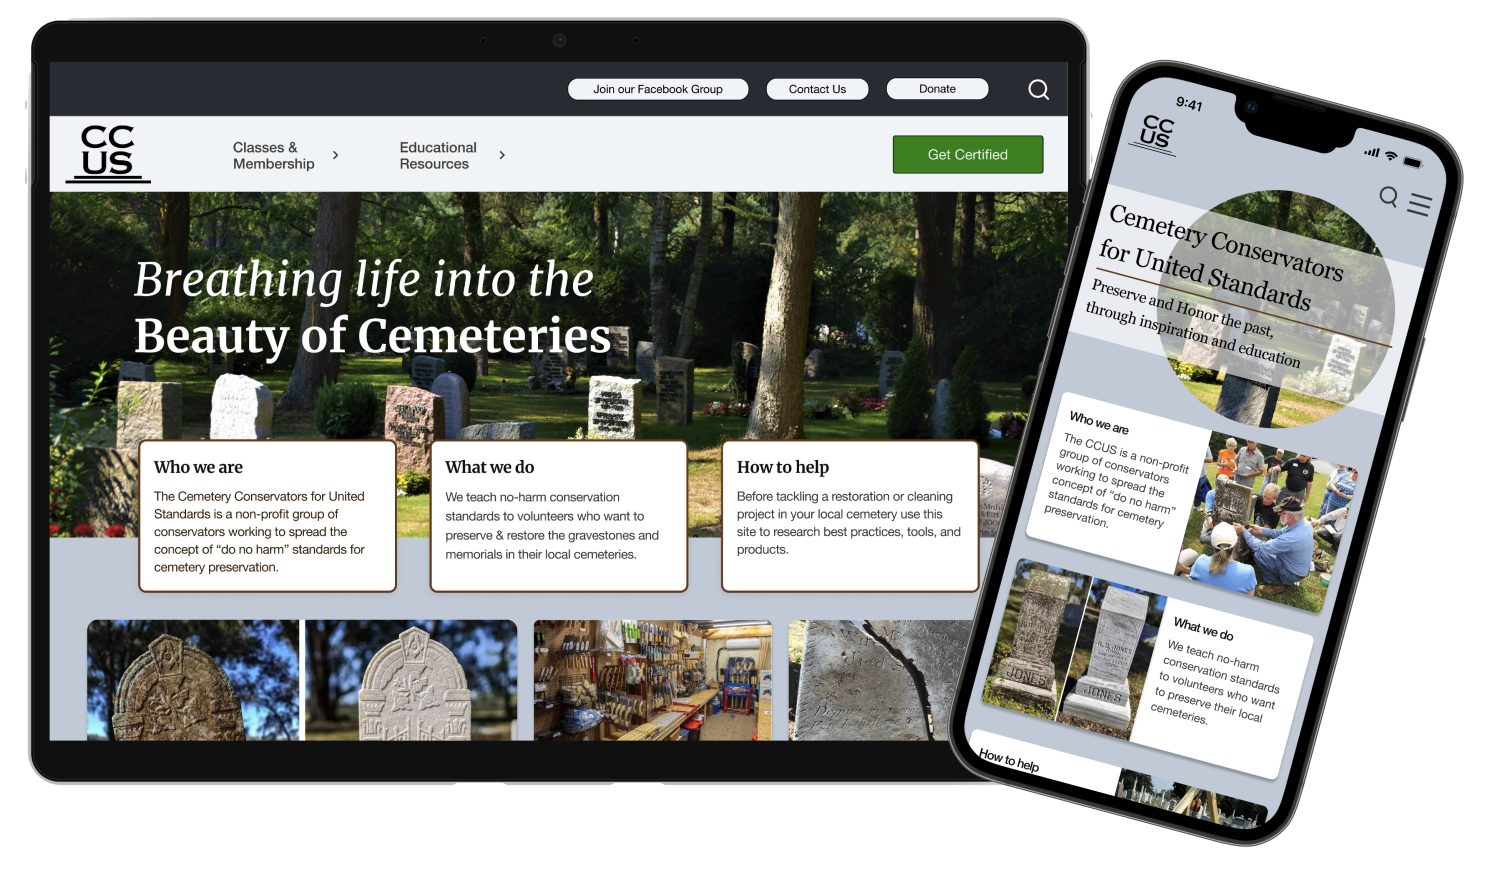 Join our Facebook Group
Contact Us
Donate
CC
US
Classes &
Membership
Educational
Resources
Get Certified
Breathing life into the
Beauty of Cemeteries
Who we are
The Cemetery Conservators for United
Standards is a non-profit group of
conservators working to spread the
concept of “do no harm” standards for
cemetery preservation.
What we do
We teach no-harm conservation
standards to volunteers who want to
preserve & restore the gravestones and
memorials in their local cemeteries.
How to help
Before tackling a restoration or cleaning
project in your local cemetery use this
site to research best practices, tools, and
products.
died
9:41
CC
US
Cemetery Conservators
for United Standards
Preserve and Honor the past,
through inspiration and education
Who we are
The CCUS is a non-profit
group of conservators
working to spread the
concept of “do no harm”
standards for cemetery
preservation.
JONES
JONES
What we do
We teach no-harm
conservation standards
to volunteers who want
to preserve their local
cemeteries.
How to help